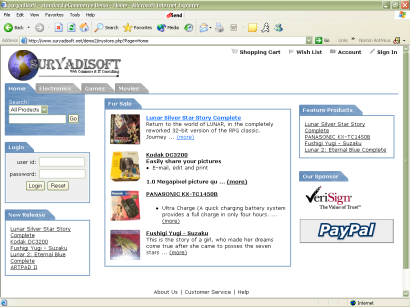 suryadisoft - standard eCommerce Demo - Home - Microsoft Internet Explorer
File Edit View Favorites Tools Help
Back Search Favorites Media
Address http://www.suryadisoft.net/demo2/mystore.php?Page=Home Go Links Norton AntiVirus
SURYADISOFT
Web Commerce & IT Consulting
Shopping Cart Wish List Account Sign In
Home Electronics Games Movies
Search:
All Products
Go
Login
user id:
password:
Login Reset
New Release
Lunar Silver Star Story
Complete
Kodak DC3200
Fushigi Yugi - Suzaku
Lunar 2: Eternal Blue
Complete
ARTPAD II
For Sale
Lunar Silver Star Story Complete
Return to the world of LUNAR, in the completely
reworked 32-bit version of the RPG classic.
Journey ... (more)
Kodak DC3200
Easily share your pictures
• E-mail, edit and print
1.0 Megapixel picture qu ... (more)
PANASONIC KX-TC1450B
• Ultra Charge (A quick charging battery system
provides a full charge in only four hours, ...
(more)
Fushigi Yugi - Suzaku
This is the story of a girl, who made her dreams
come true after she came to posses the seven
stars ... (more)
Feature Products
Lunar Silver Star Story
Complete
PANASONIC KX-TC1450B
Fushigi Yugi - Suzaku
Lunar 2: Eternal Blue Complete
Our Sponsor
VeriSign
The Value of Trust™
PayPal
About Us | Customer Service | Help
Internet